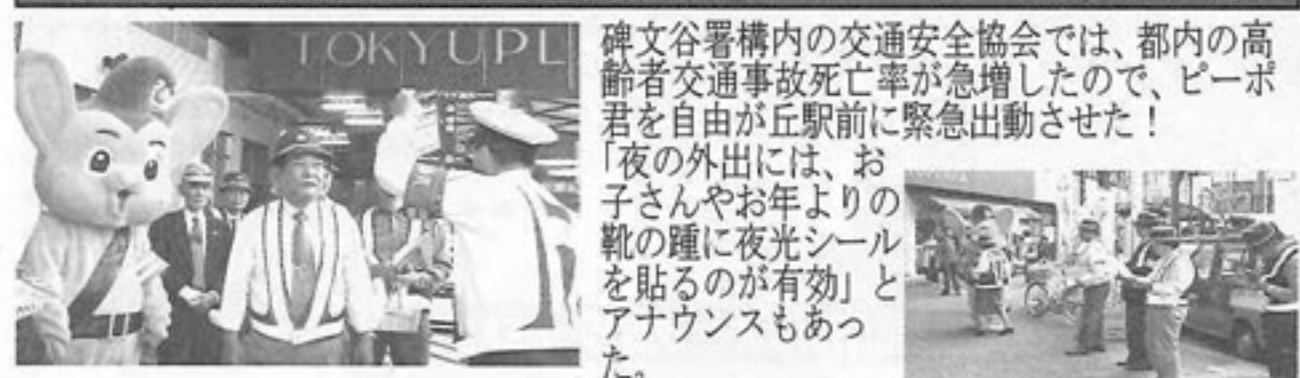 TOKYUPL
碑文谷署構内の交通安全協会では、都内の高
齢者交通事故死亡率が急増したので、ピーポ
君を自由が丘駅前に緊急出動させた！
「夜の外出には、お
子さんやお年よりの
靴の踵に夜光シール
を貼るのが有効」と
アナウンスもあっ
た。